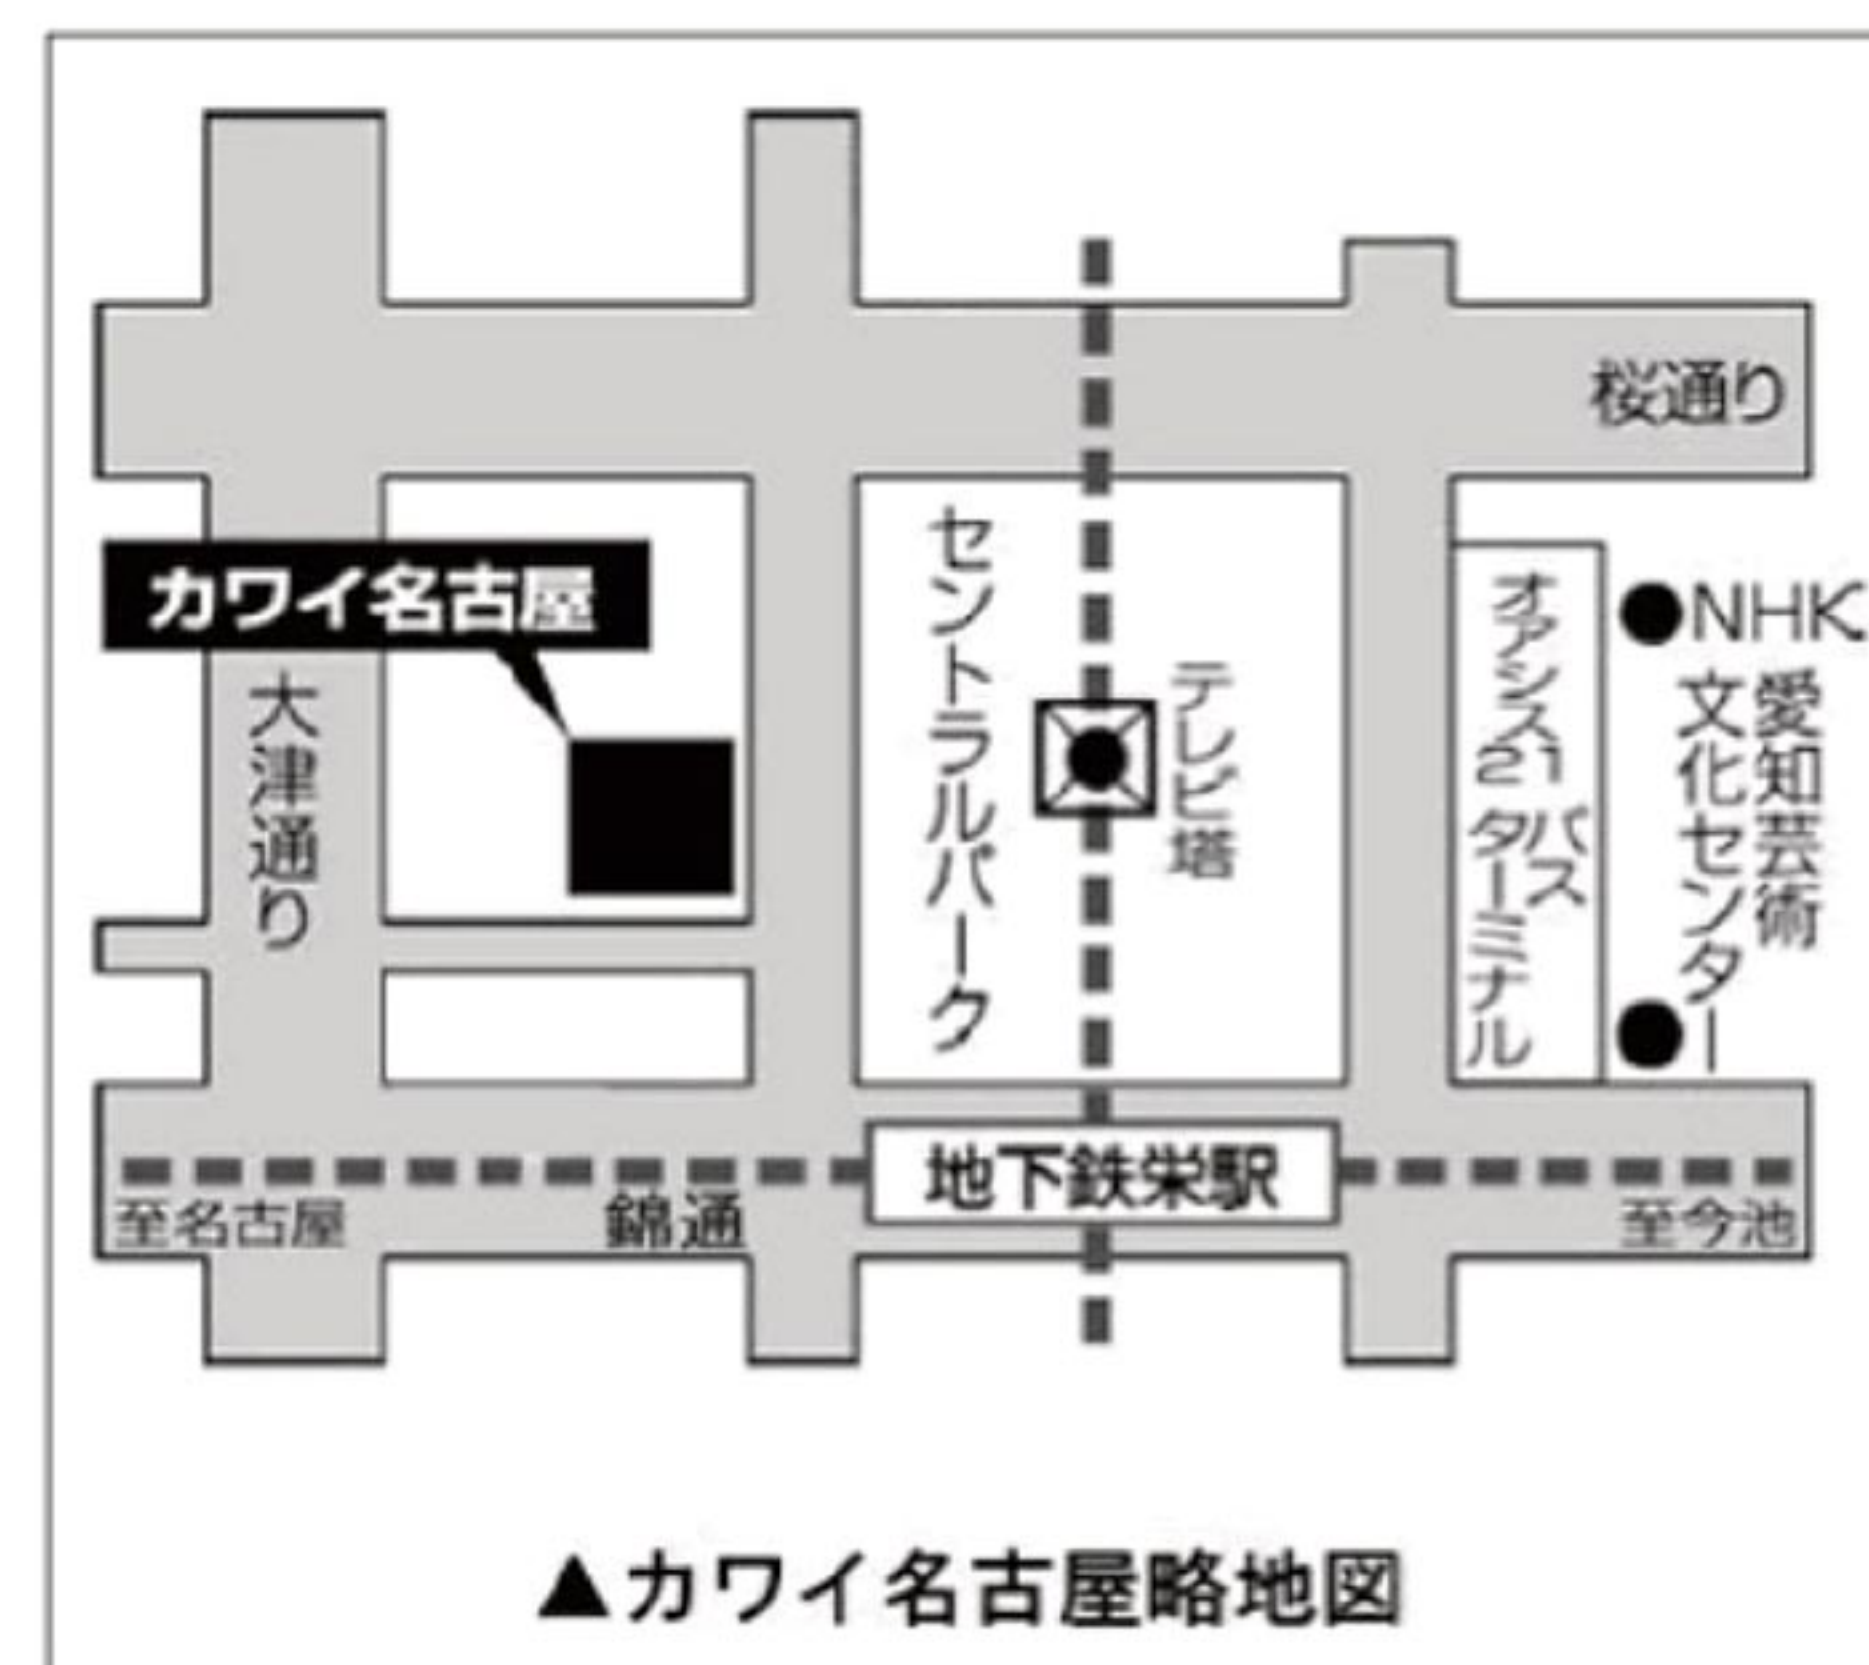 桜通り
カワイ名古屋
大津通り
セントラルパーク
テレビ塔
オアシス21
バス
ターミナル
NHK
愛知芸術
文化センター
地下鉄栄駅
至名古屋
錦通
至今池
▲カワイ名古屋略地図